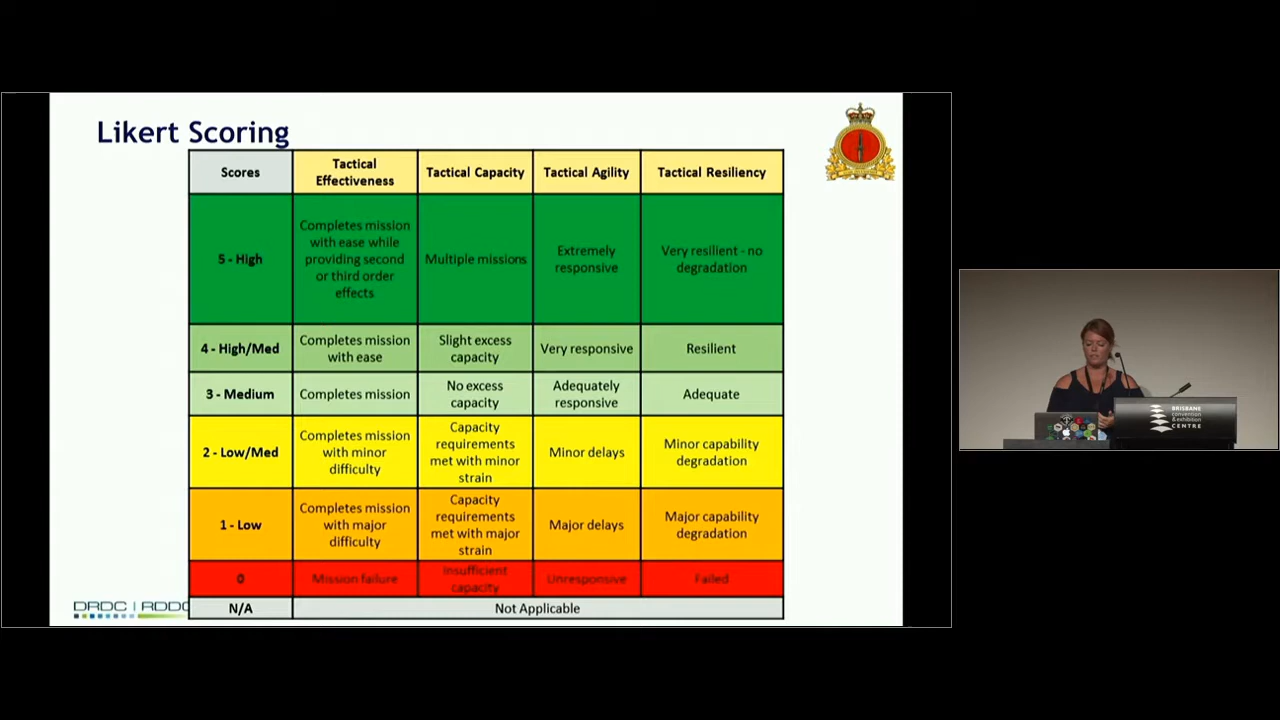 Likert Scoring
Scores
Tactical
Effectiveness
Tactical Capacity
Tactical Agility
Tactical Resiliency
5 - High
Completes mission
with ease while
providing second
or third order
effects
Multiple missions
Extremely
responsive
Very resilient - no
degradation
4 - High/Med
Completes mission
with ease
Slight excess
capacity
Very responsive
Resilient
3 - Medium
Completes mission
No excess
capacity
Adequately
responsive
Adequate
2 - Low/Med
Completes mission
with minor
difficulty
Capacity
requirements
met with minor
strain
Minor delays
Minor capability
degradation
1 - Low
Completes mission
with major
difficulty
Capacity
requirements
met with major
strain
Major delays
Major capability
degradation
0
Mission failure
Insufficient
capacity
Unresponsive
Failed
N/A
Not Applicable
DRDC | RDDC
BRISBANE
convention
& exhibition
CENTRE